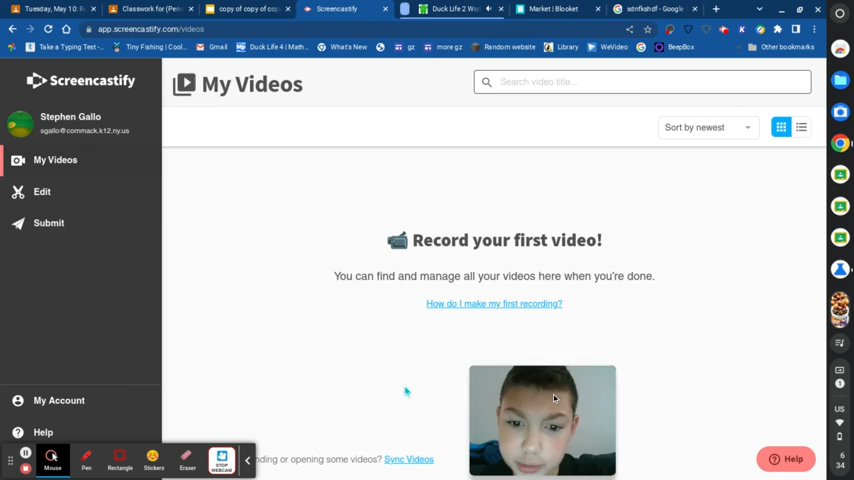 Tuesday, May 10: R
Classwork for (Peri
copy of copy of cop
Screencastify
Duck Life 2 Wo
Market | Blooket
sdnfkshdf - Google
app.screencastify.com/videos
Take a Typing Test -
Tiny Fishing | Cool...
Gmail
Duck Life 4 | Math...
What's New
gz
more gz
Random website
Library
WeVideo
BeepBox
Other bookmarks
Screencastify
Stephen Gallo
sgallo@commack.k12.ny.us
My Videos
Edit
Submit
My Account
Help
My Videos
Search video title...
Sort by newest
Record your first video!
You can find and manage all your videos here when you're done.
How do I make my first recording?
nding or opening some videos? Sync Videos
Help
Mouse
Pen
Rectangle
Stickers
Eraser
STOP
WEBCAM
1
US
6
34